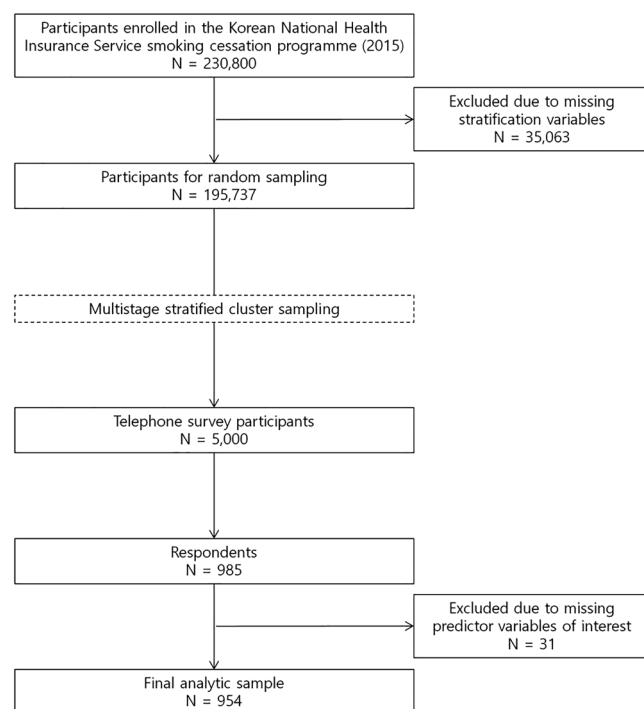 Participants enrolled in the Korean National Health
Insurance Service smoking cessation programme (2015)
N = 230,800
Excluded due to missing
stratification variables
N = 35,063
Participants for random sampling
N = 195,737
Multistage stratified cluster sampling
Telephone survey participants
N = 5,000
Respondents
N = 985
Excluded due to missing
predictor variables of interest
N = 31
Final analytic sample
N = 954